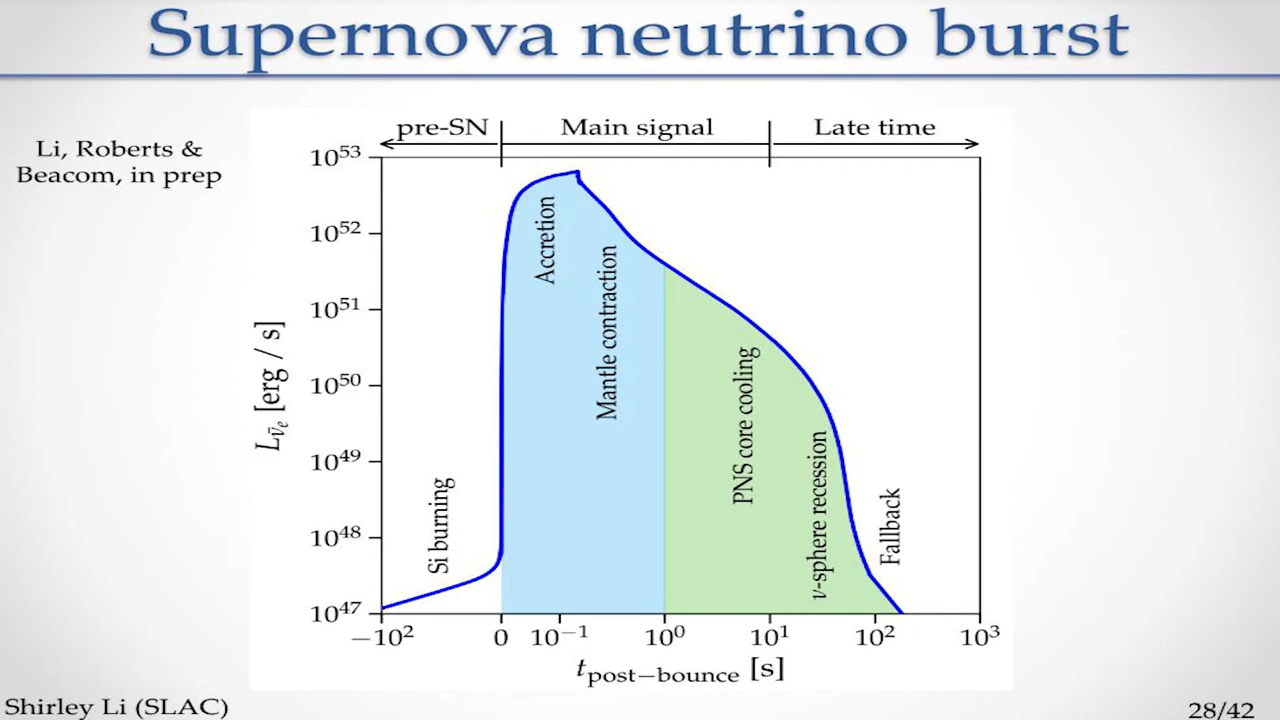 Supernova neutrino burst
Li, Roberts &
Beacom, in prep
pre-SN
Main signal
Late time
10⁵³
10⁵²
10⁵¹
10⁵⁰
10⁴⁹
10⁴⁸
10⁴⁷
L_ν̄ₑ [erg / s]
Si burning
Accretion
Mantle contraction
PNS core cooling
ν-sphere recession
Fallback
−10²
0
10⁻¹
10⁰
10¹
10²
10³
t_post−bounce [s]
Shirley Li (SLAC)
28/42